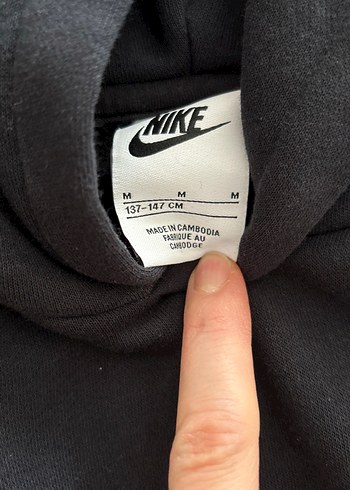 NIKE
M M M
137-147 CM
MADE IN CAMBODIA
FABRIQUE AU
CAMBODGE